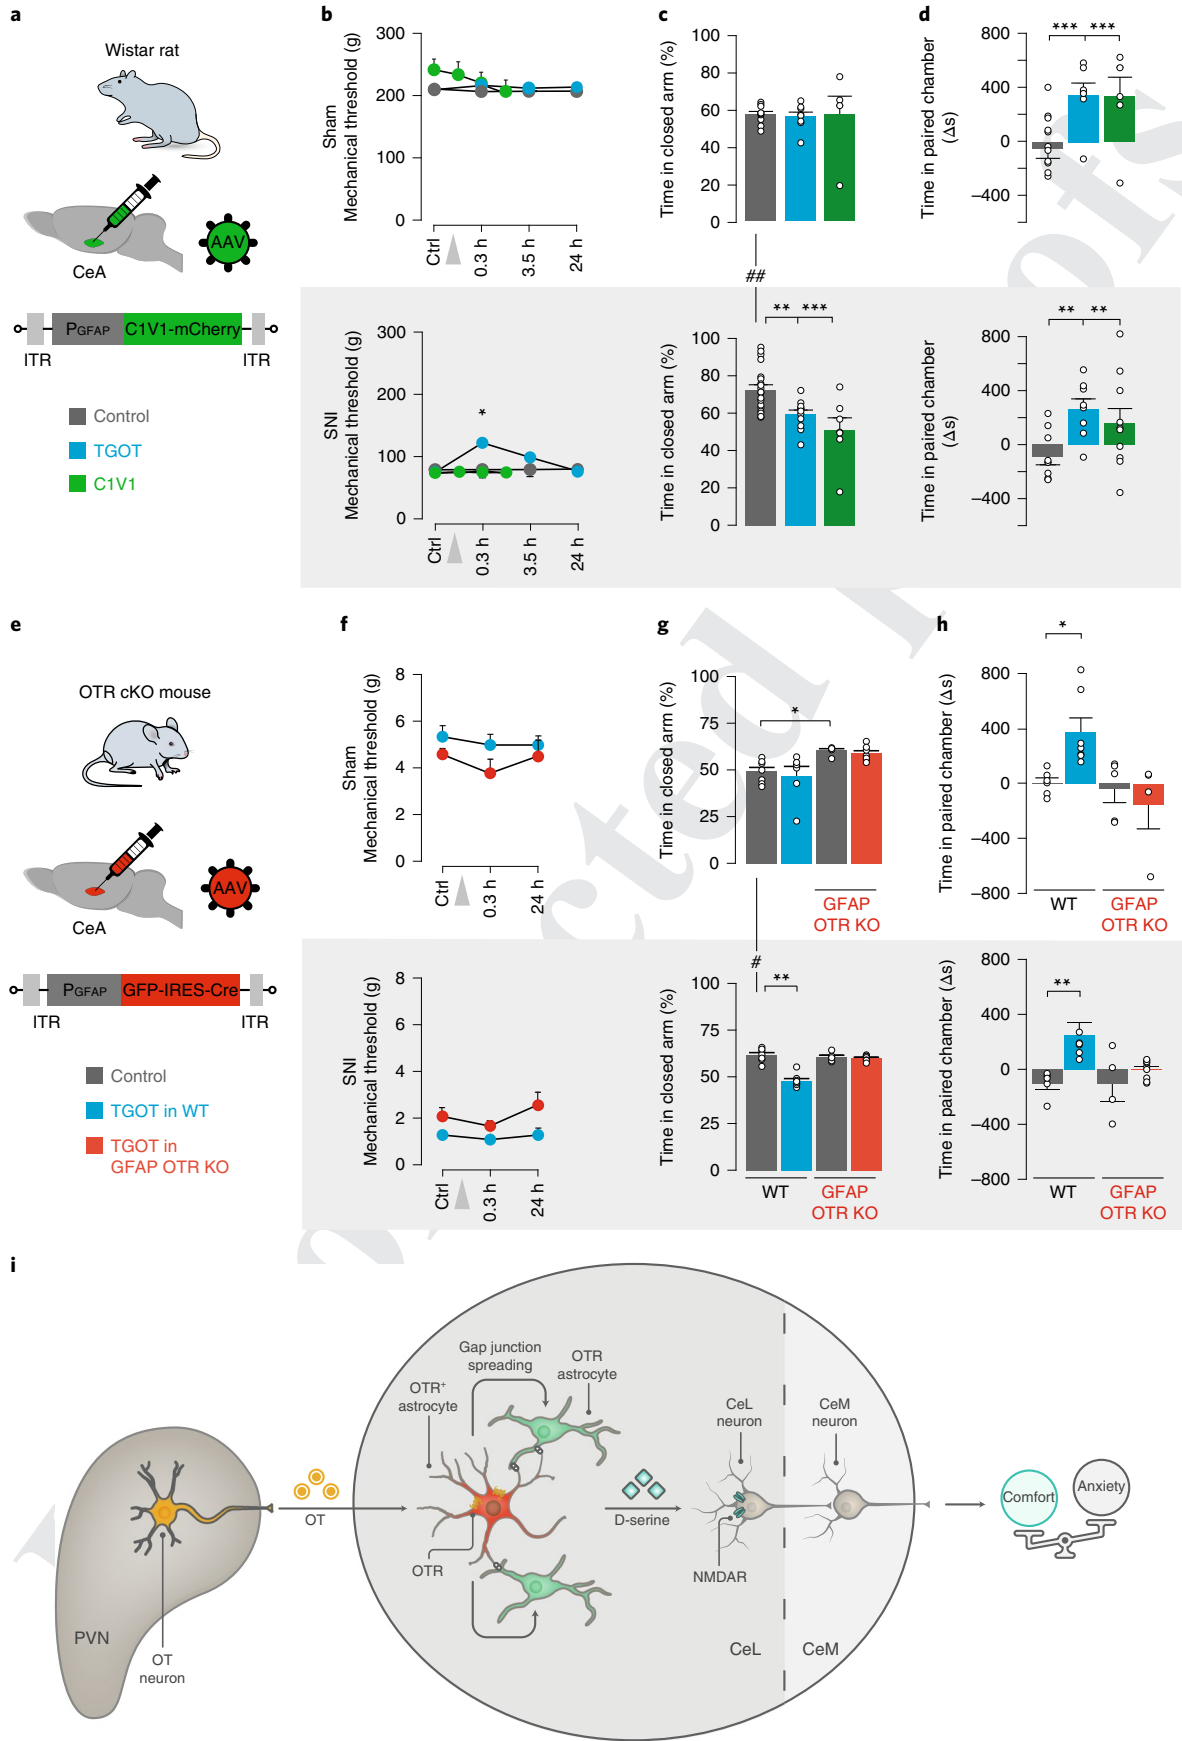 a
Wistar rat
AAV
CeA
PGFAP C1V1-mCherry
ITR ITR
Control
TGOT
C1V1
b
Sham
Mechanical threshold (g)
300
200
100
0
Ctrl
0.3 h
3.5 h
24 h
SNI
Mechanical threshold (g)
300
200
100
0
*
Ctrl
0.3 h
3.5 h
24 h
c
Time in closed arm (%)
100
80
60
40
20
0
##
** ***
Time in closed arm (%)
100
80
60
40
20
0
d
*** ***
Time in paired chamber
(Δs)
800
400
0
−400
** **
Time in paired chamber
(Δs)
800
400
0
−400
e
OTR cKO mouse
AAV
CeA
PGFAP GFP-IRES-Cre
ITR ITR
Control
TGOT in WT
TGOT in
GFAP OTR KO
f
Sham
Mechanical threshold (g)
8
6
4
2
0
Ctrl
0.3 h
24 h
SNI
Mechanical threshold (g)
8
6
4
2
0
Ctrl
0.3 h
24 h
g
Time in closed arm (%)
100
75
50
25
0
*
GFAP
OTR KO
#
**
Time in closed arm (%)
100
75
50
25
0
WT GFAP
OTR KO
h
*
Time in paired chamber (Δs)
800
400
0
−400
−800
WT GFAP
OTR KO
**
Time in paired chamber (Δs)
800
400
0
−400
−800
WT GFAP
OTR KO
i
PVN
OT
neuron
OT
OTR+
astrocyte
Gap junction
spreading
OTR
astrocyte
OTR
D-serine
CeL
neuron
CeM
neuron
NMDAR
CeL
CeM
Comfort
Anxiety